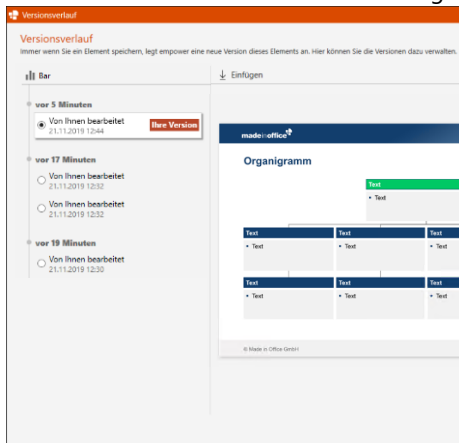 Versionsverlauf
Versionsverlauf
Immer wenn Sie ein Element speichern, legt empower eine neue Version dieses Elements an. Hier können Sie die Versionen dazu verwalten.
Bar
Einfügen
vor 5 Minuten
Von Ihnen bearbeitet
Ihre Version
21.11.2019 12:44
vor 17 Minuten
Von Ihnen bearbeitet
21.11.2019 12:32
Von Ihnen bearbeitet
21.11.2019 12:32
vor 19 Minuten
Von Ihnen bearbeitet
21.11.2019 12:30
madeinoffice
Organigramm
Text
• Text
Text Text Text
• Text • Text • Text
Text Text Text
• Text • Text • Text
© Made in Office GmbH